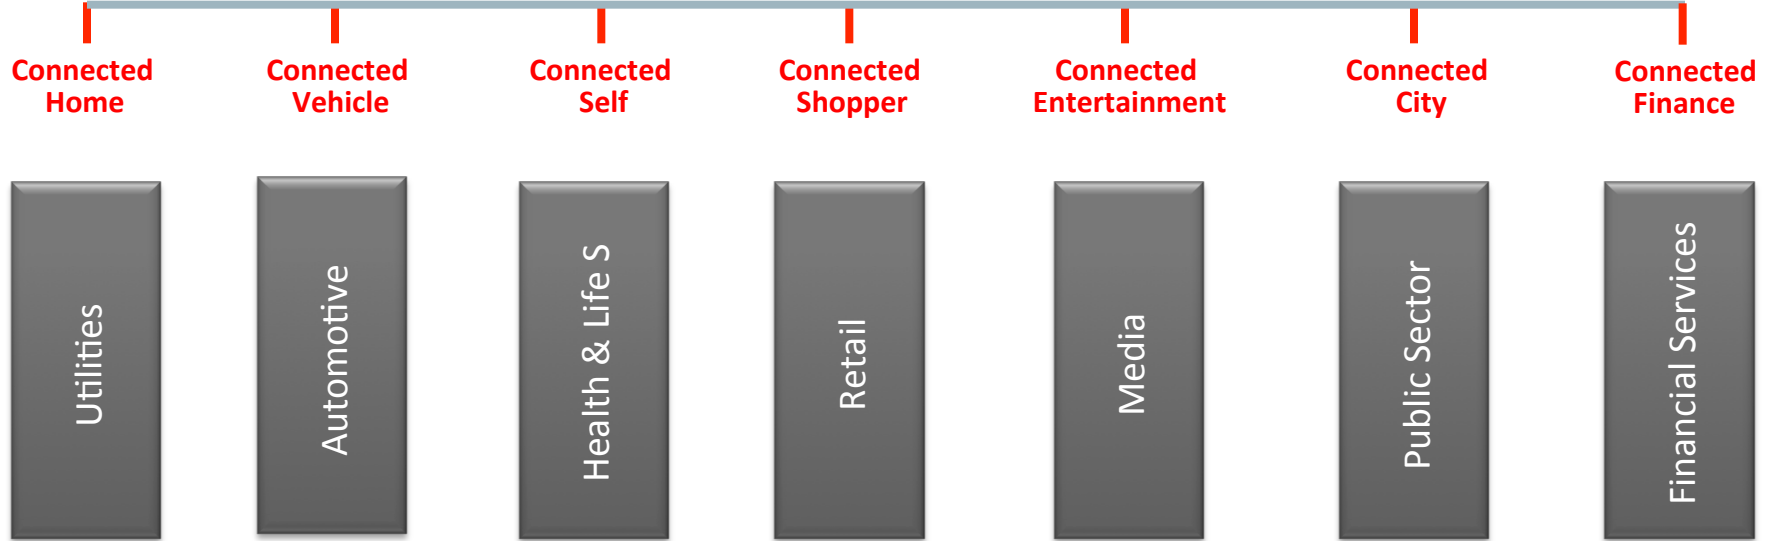 Connected
Home
Connected
Vehicle
Connected
Self
Connected
Shopper
Connected
Entertainment
Connected
City
Connected
Finance
Utilities
Automotive
Health & Life S
Retail
Media
Public Sector
Financial Services